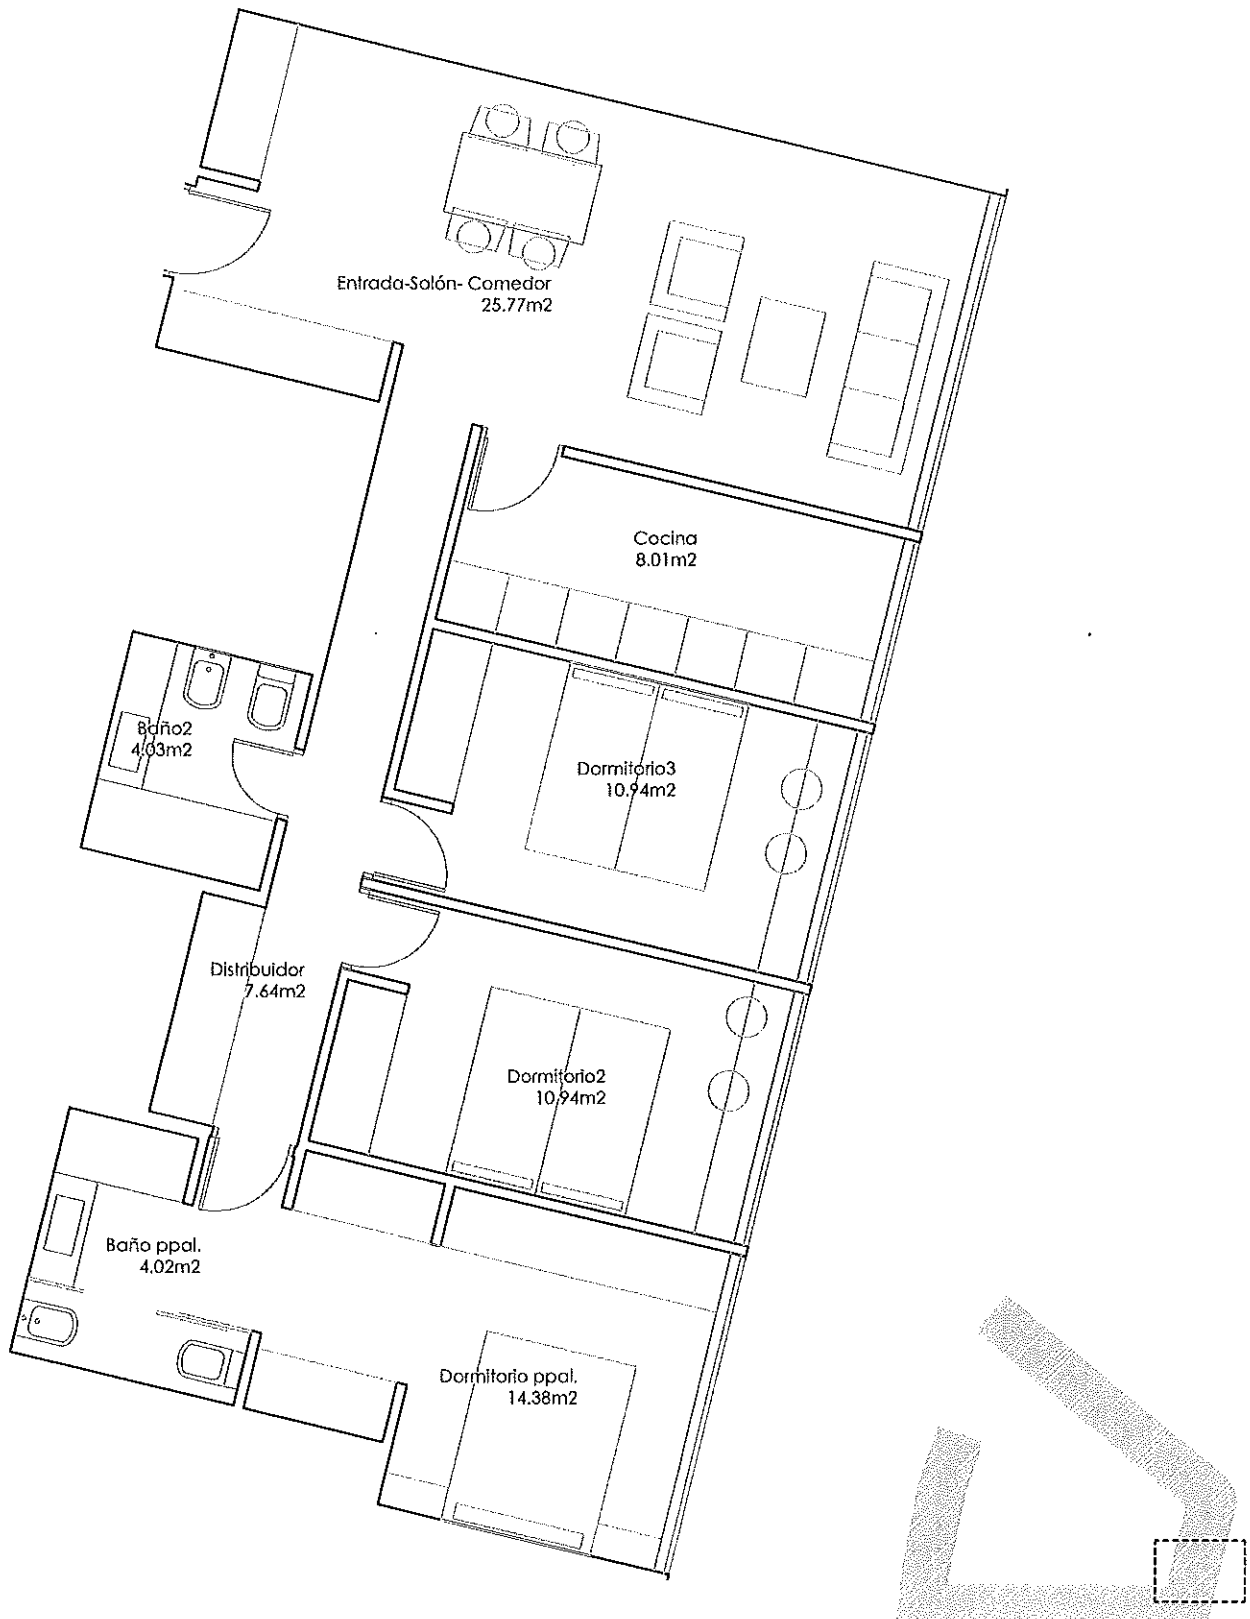 Entrada-Salón- Comedor
25.77m2
Cocina
8.01m2
Baño2
4.03m2
Dormitorio3
10.94m2
Distribuidor
7.64m2
Dormitorio2
10.94m2
Baño ppal.
4.02m2
Dormitorio ppal.
14.38m2